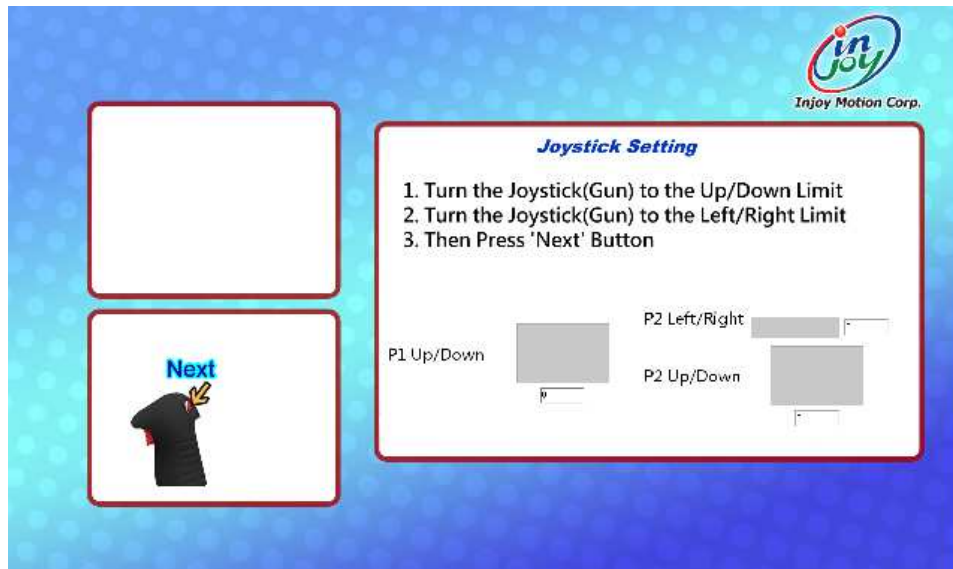 in
joy
Injoy Motion Corp.
Joystick Setting
1. Turn the Joystick(Gun) to the Up/Down Limit
2. Turn the Joystick(Gun) to the Left/Right Limit
3. Then Press 'Next' Button
P2 Left/Right
-
P1 Up/Down
P2 Up/Down
0
-
Next